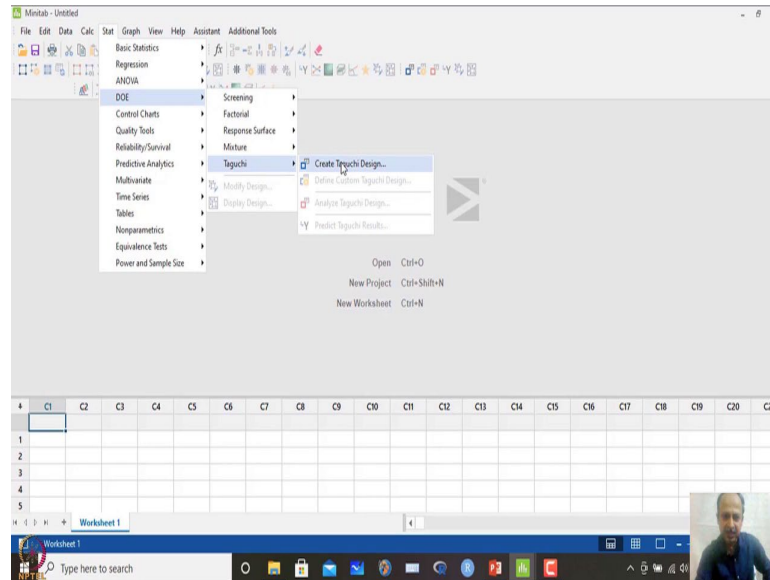 Minitab - Untitled
File Edit Data Calc Stat Graph View Help Assistant Additional Tools
Basic Statistics
Regression
ANOVA
DOE
Control Charts
Quality Tools
Reliability/Survival
Predictive Analytics
Multivariate
Time Series
Tables
Nonparametrics
Equivalence Tests
Power and Sample Size
Screening
Factorial
Response Surface
Mixture
Taguchi
Modify Design...
Display Design...
Create Taguchi Design...
Define Custom Taguchi Design...
Analyze Taguchi Design...
Predict Taguchi Results...
Open Ctrl+O
New Project Ctrl+Shift+N
New Worksheet Ctrl+N
C1 C2 C3 C4 C5 C6 C7 C8 C9 C10 C11 C12 C13 C14 C15 C16 C17 C18 C19 C20
1
2
3
4
5
Worksheet 1
Worksheet 1
Type here to search
NPTEL